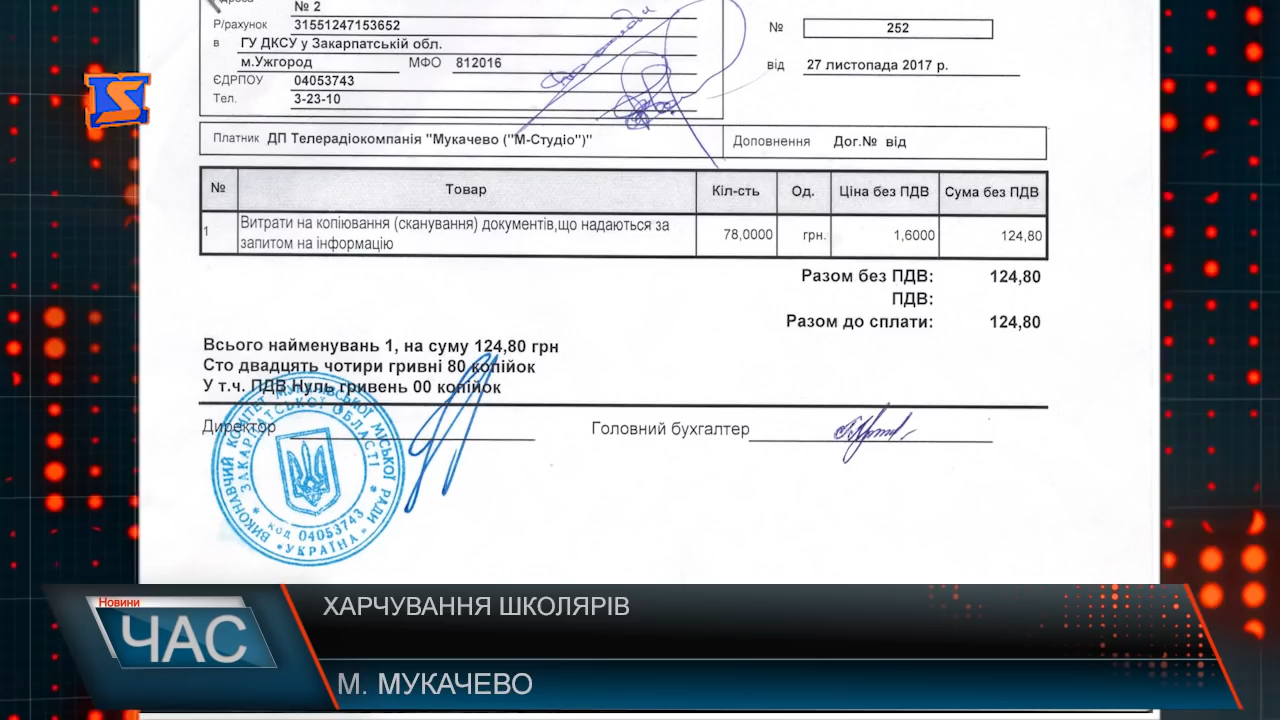 № 2
Р/рахунок 31551247153652
в ГУ ДКСУ у Закарпатській обл.
м.Ужгород МФО 812016
ЄДРПОУ 04053743
Тел. 3-23-10
№ 252
від 27 листопада 2017 р.
Платник ДП Телерадіокомпанія "Мукачево ("М-Студіо")" Доповнення Дог.№ від
№ Товар Кіл-сть Од. Ціна без ПДВ Сума без ПДВ
1 Витрати на копіювання (сканування) документів,що надаються за запитом на інформацію 78,0000 грн. 1,6000 124,80
Разом без ПДВ: 124,80
ПДВ:
Разом до сплати: 124,80
Всього найменувань 1, на суму 124,80 грн
Сто двадцять чотири гривні 80 копійок
У т.ч. ПДВ Нуль гривень 00 копійок
Директор Головний бухгалтер
ВИКОНАВЧИЙ КОМІТЕТ МУКАЧІВСЬКОЇ МІСЬКОЇ РАДИ
ЗАКАРПАТСЬКОЇ ОБЛАСТІ
* код 04053743 *
* УКРАЇНА *
Новини
ЧАС
ХАРЧУВАННЯ ШКОЛЯРІВ
М. МУКАЧЕВО